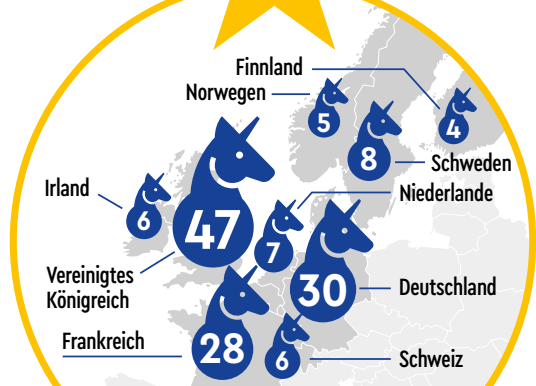 Finnland
Norwegen
5
4
8
Schweden
Irland
6
47
Niederlande
7
Vereinigtes
Königreich
30
Deutschland
Frankreich
28
6
Schweiz